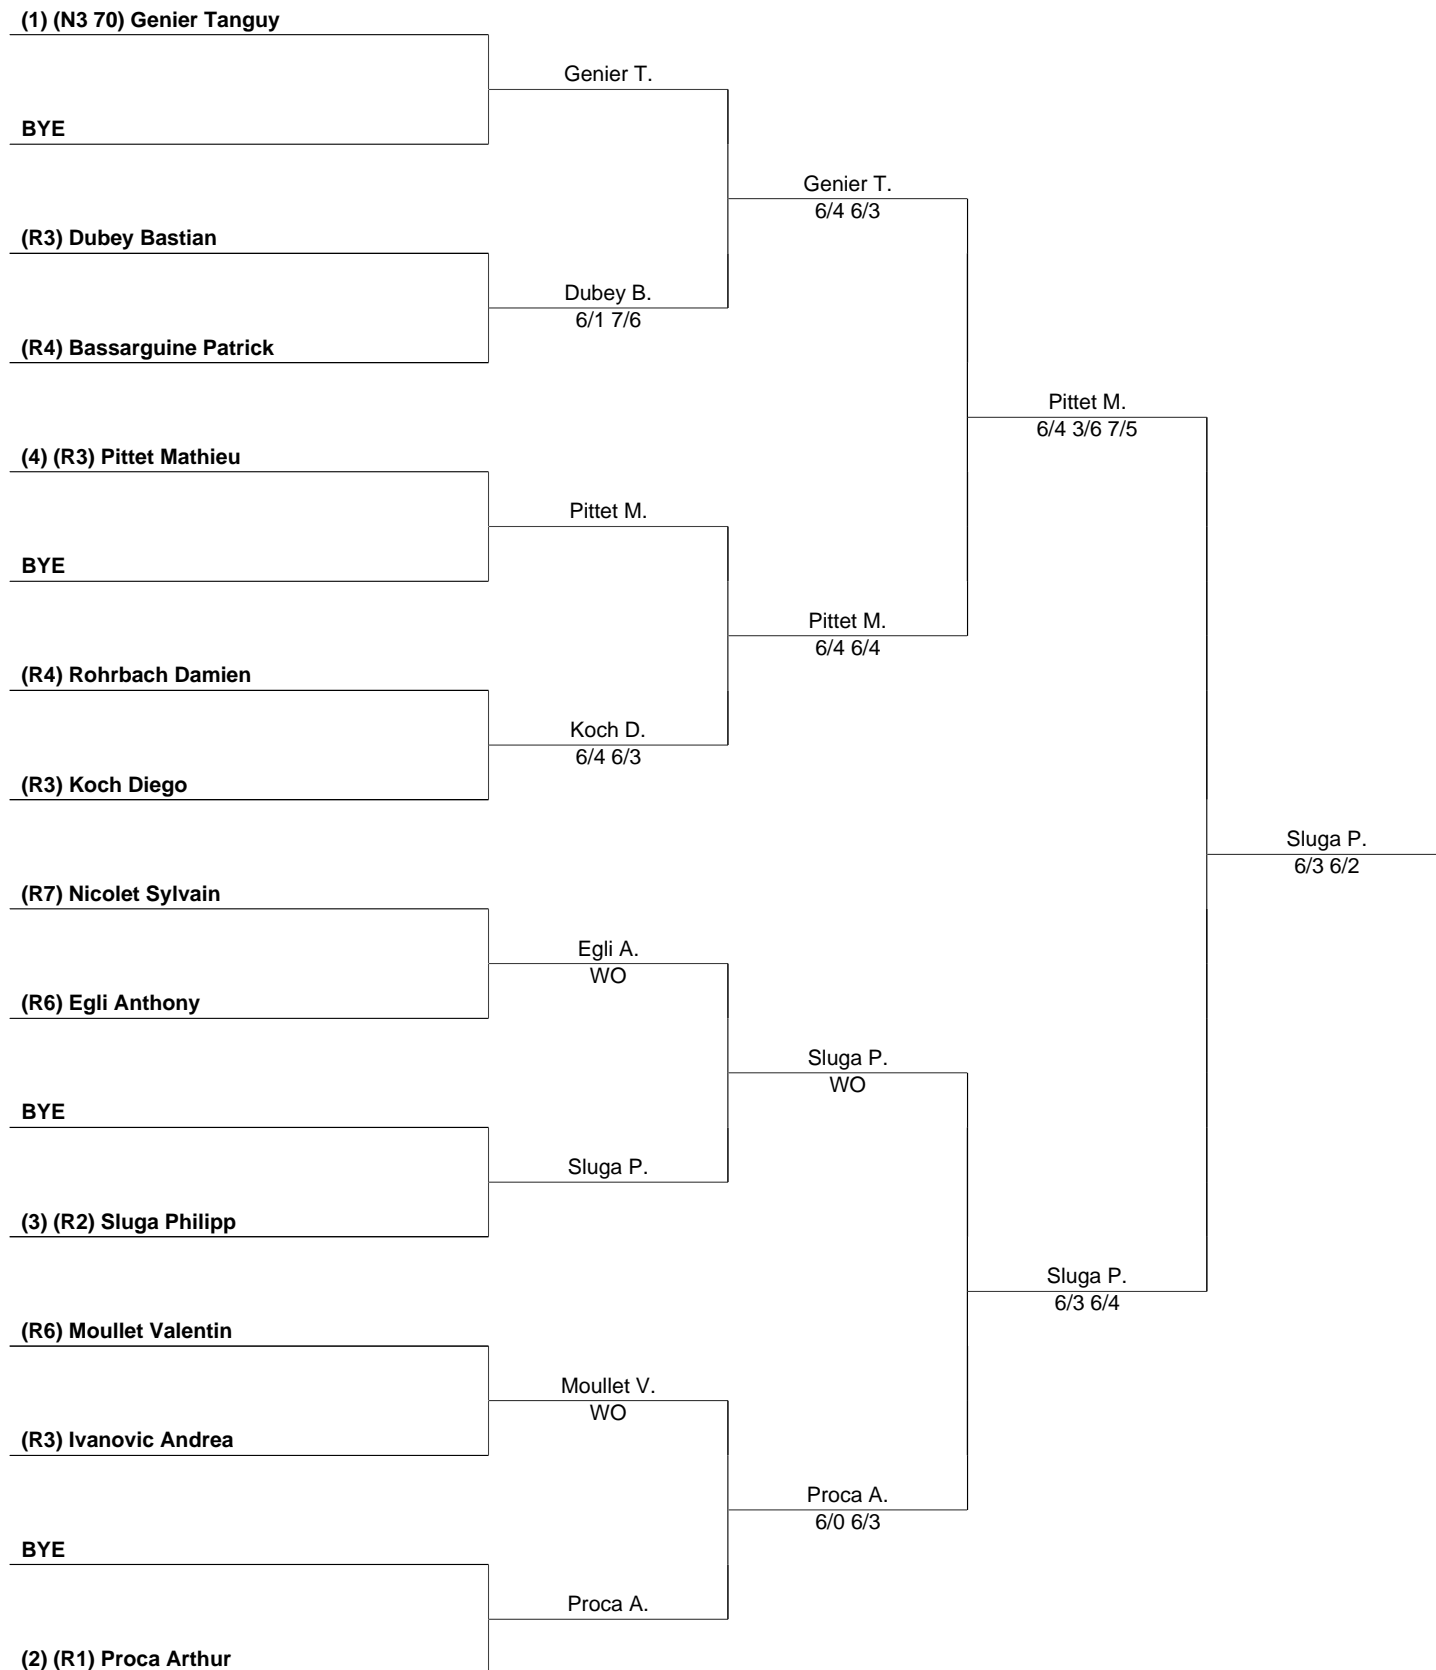 (1) (N3 70) Genier Tanguy
Genier T.
BYE
Genier T.
6/4 6/3
(R3) Dubey Bastian
Dubey B.
6/1 7/6
(R4) Bassarguine Patrick
Pittet M.
6/4 3/6 7/5
(4) (R3) Pittet Mathieu
Pittet M.
BYE
Pittet M.
6/4 6/4
(R4) Rohrbach Damien
Koch D.
6/4 6/3
(R3) Koch Diego
Sluga P.
6/3 6/2
(R7) Nicolet Sylvain
Egli A.
WO
(R6) Egli Anthony
Sluga P.
WO
BYE
Sluga P.
(3) (R2) Sluga Philipp
Sluga P.
6/3 6/4
(R6) Moullet Valentin
Moullet V.
WO
(R3) Ivanovic Andrea
Proca A.
6/0 6/3
BYE
Proca A.
(2) (R1) Proca Arthur